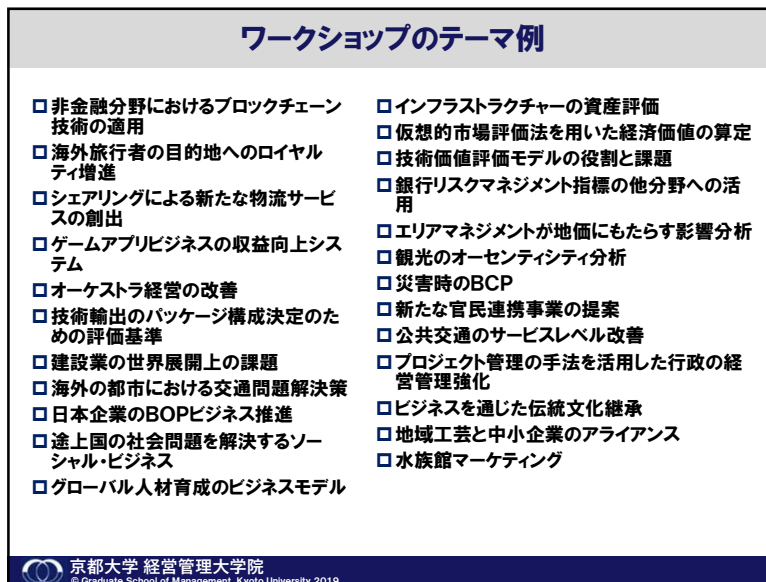 ワークショップのテーマ例
非金融分野におけるブロックチェーン
技術の適用
海外旅行者の目的地へのロイヤル
ティ増進
シェアリングによる新たな物流サービ
スの創出
ゲームアプリビジネスの収益向上シス
テム
オーケストラ経営の改善
技術輸出のパッケージ構成決定のた
めの評価基準
建設業の世界展開上の課題
海外の都市における交通問題解決策
日本企業のBOPビジネス推進
途上国の社会問題を解決するソー
シャル・ビジネス
グローバル人材育成のビジネスモデル
インフラストラクチャーの資産評価
仮想的市場評価法を用いた経済価値の算定
技術価値評価モデルの役割と課題
銀行リスクマネジメント指標の他分野への活
用
エリアマネジメントが地価にもたらす影響分析
観光のオーセンティシティ分析
災害時のBCP
新たな官民連携事業の提案
公共交通のサービスレベル改善
プロジェクト管理の手法を活用した行政の経
営管理強化
ビジネスを通じた伝統文化継承
地域工芸と中小企業のアライアンス
水族館マーケティング
京都大学 経営管理大学院
© Graduate School of Management, Kyoto University 2019